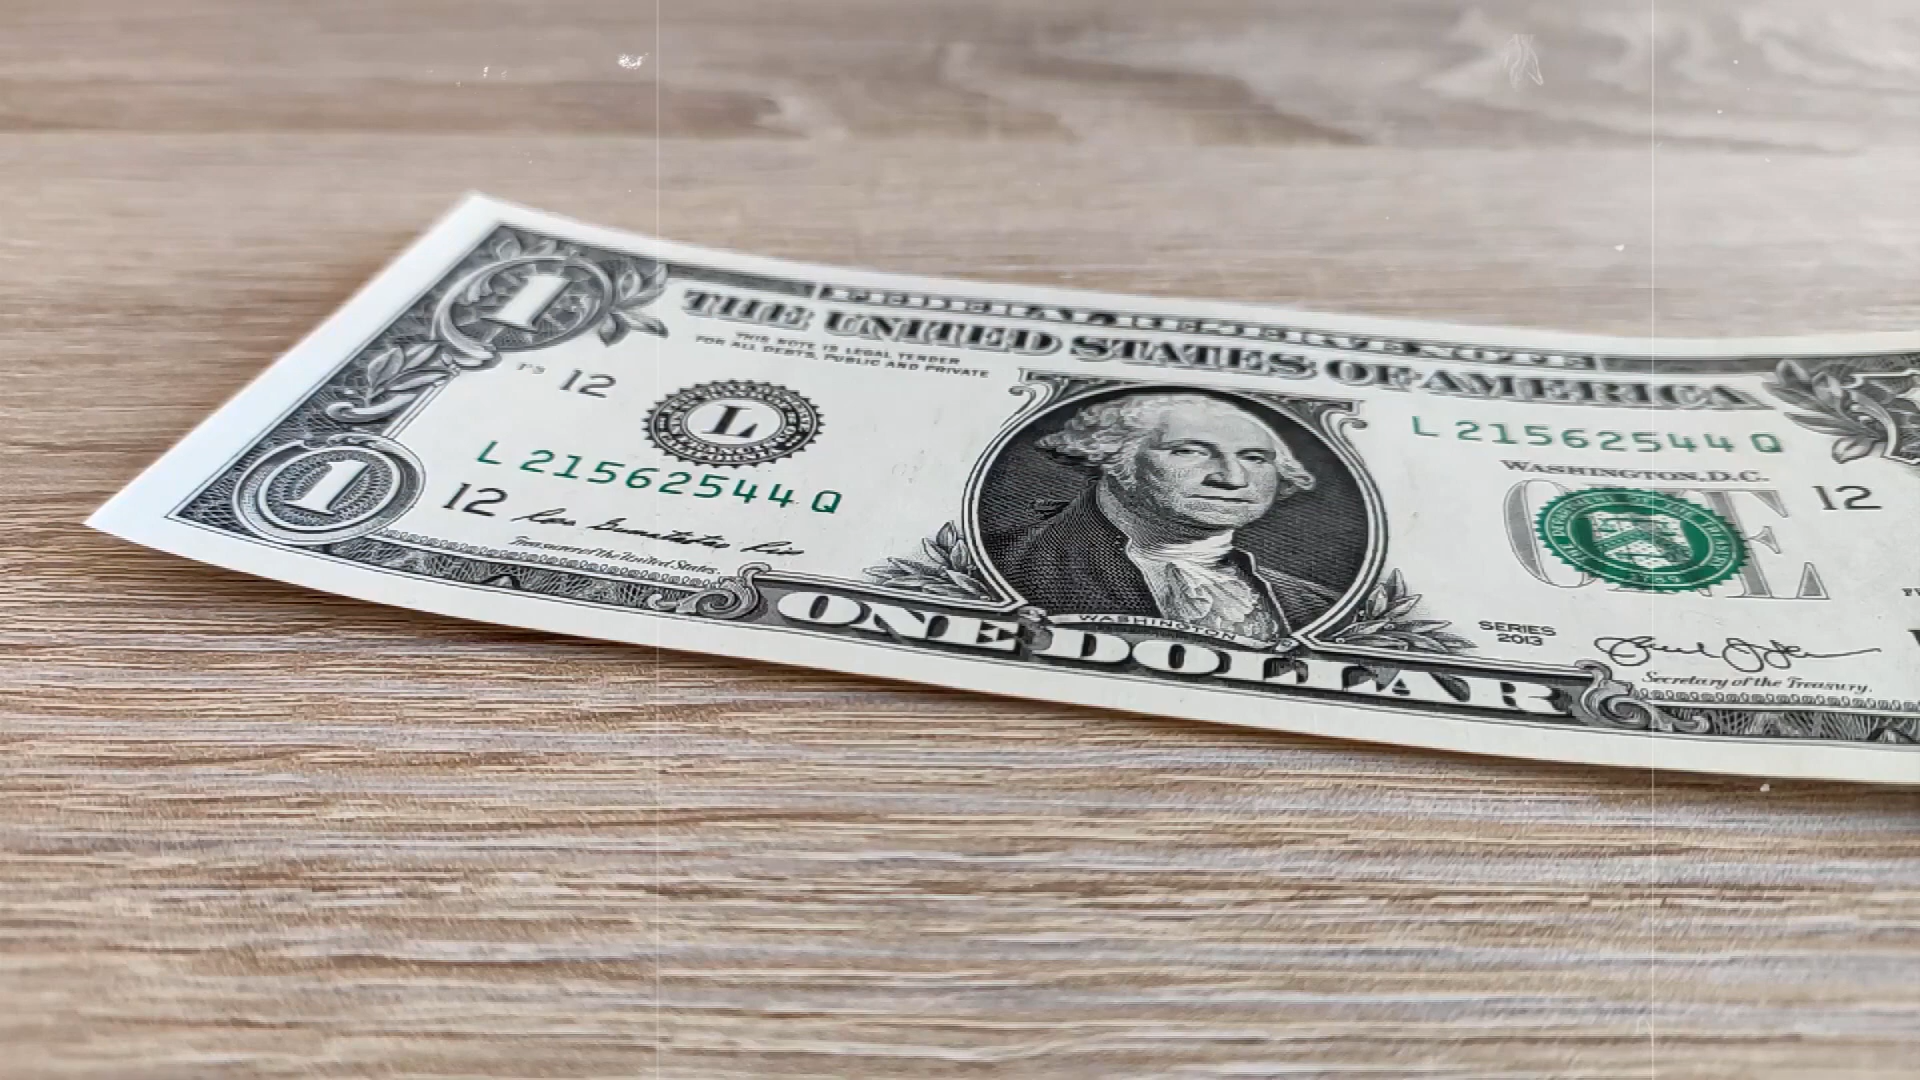 FEDERAL RESERVE NOTE
THE UNITED STATES OF AMERICA
THIS NOTE IS LEGAL TENDER
FOR ALL DEBTS, PUBLIC AND PRIVATE
1
12
L
L 21562544 Q
L 21562544 Q
WASHINGTON, D.C.
ONE
12
1
12
Treasurer of the United States.
WASHINGTON
SERIES
2013
Secretary of the Treasury.
ONE DOLLAR
1789